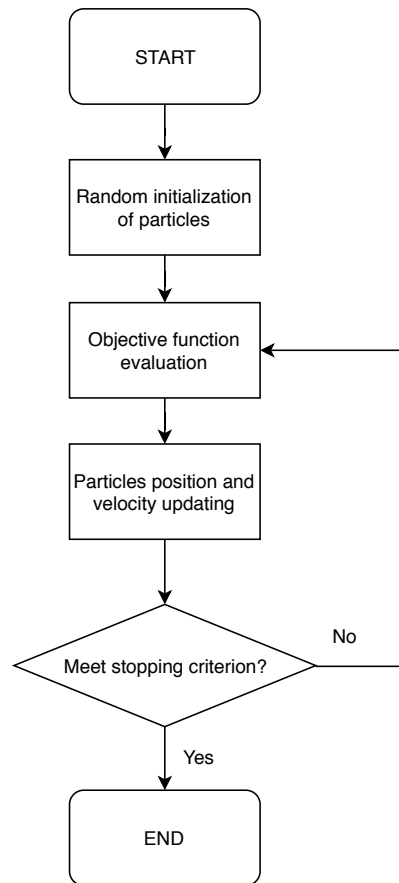 START
Random initialization
of particles
Objective function
evaluation
Particles position and
velocity updating
Meet stopping criterion?
No
Yes
END